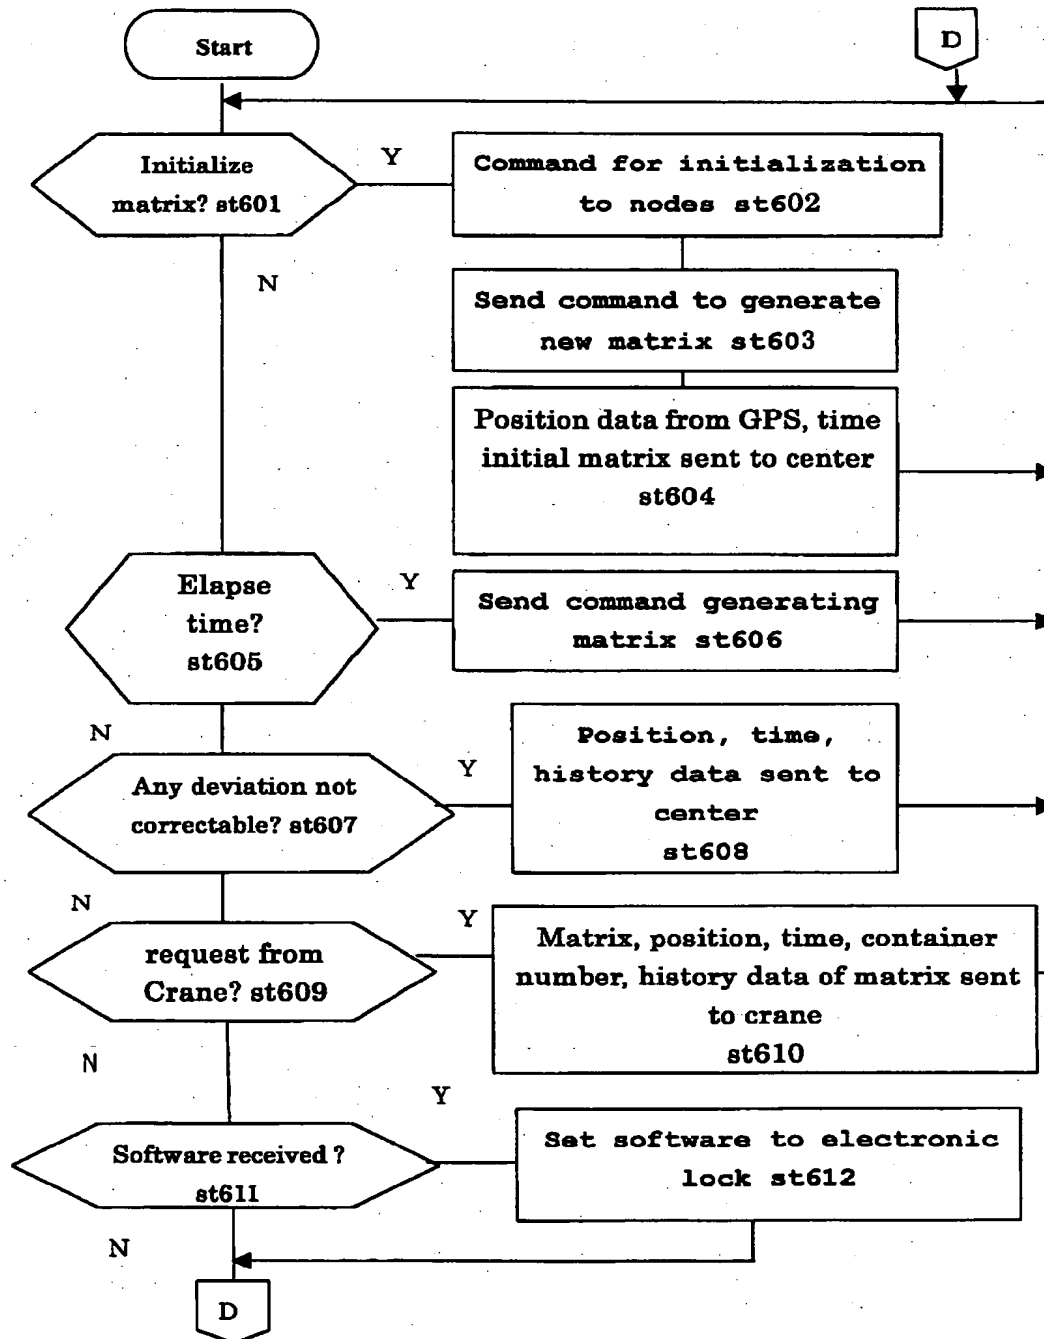 Start
D
Initialize
matrix? st601
Y
Command for initialization
to nodes st602
N
Send command to generate
new matrix st603
Position data from GPS, time
initial matrix sent to center
st604
Elapse
time?
st605
Y
Send command generating
matrix st606
N
Any deviation not
correctable? st607
Y
Position, time,
history data sent to
center
st608
N
request from
Crane? st609
Y
Matrix, position, time, container
number, history data of matrix sent
to crane
st610
N
Software received ?
st611
Y
Set software to electronic
lock st612
N
D